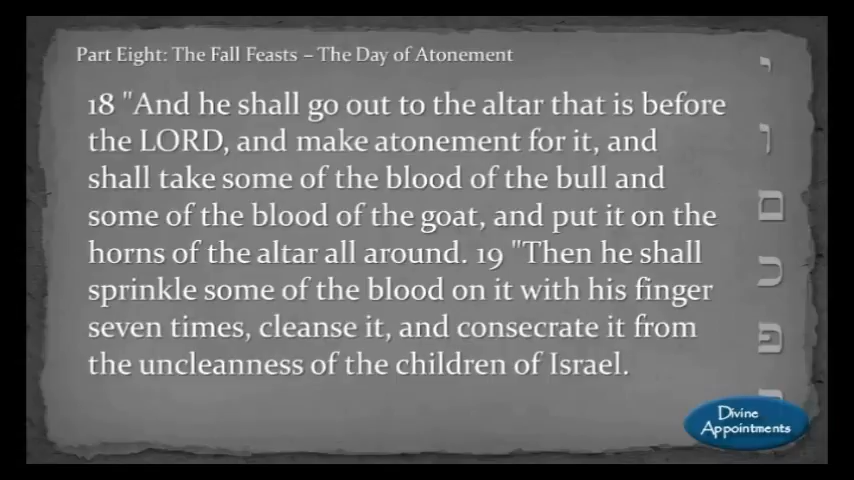 Part Eight: The Fall Feasts – The Day of Atonement
18 "And he shall go out to the altar that is before
the LORD, and make atonement for it, and
shall take some of the blood of the bull and
some of the blood of the goat, and put it on the
horns of the altar all around. 19 "Then he shall
sprinkle some of the blood on it with his finger
seven times, cleanse it, and consecrate it from
the uncleanness of the children of Israel.
י
ו
ם
כ
פ
Divine
Appointments